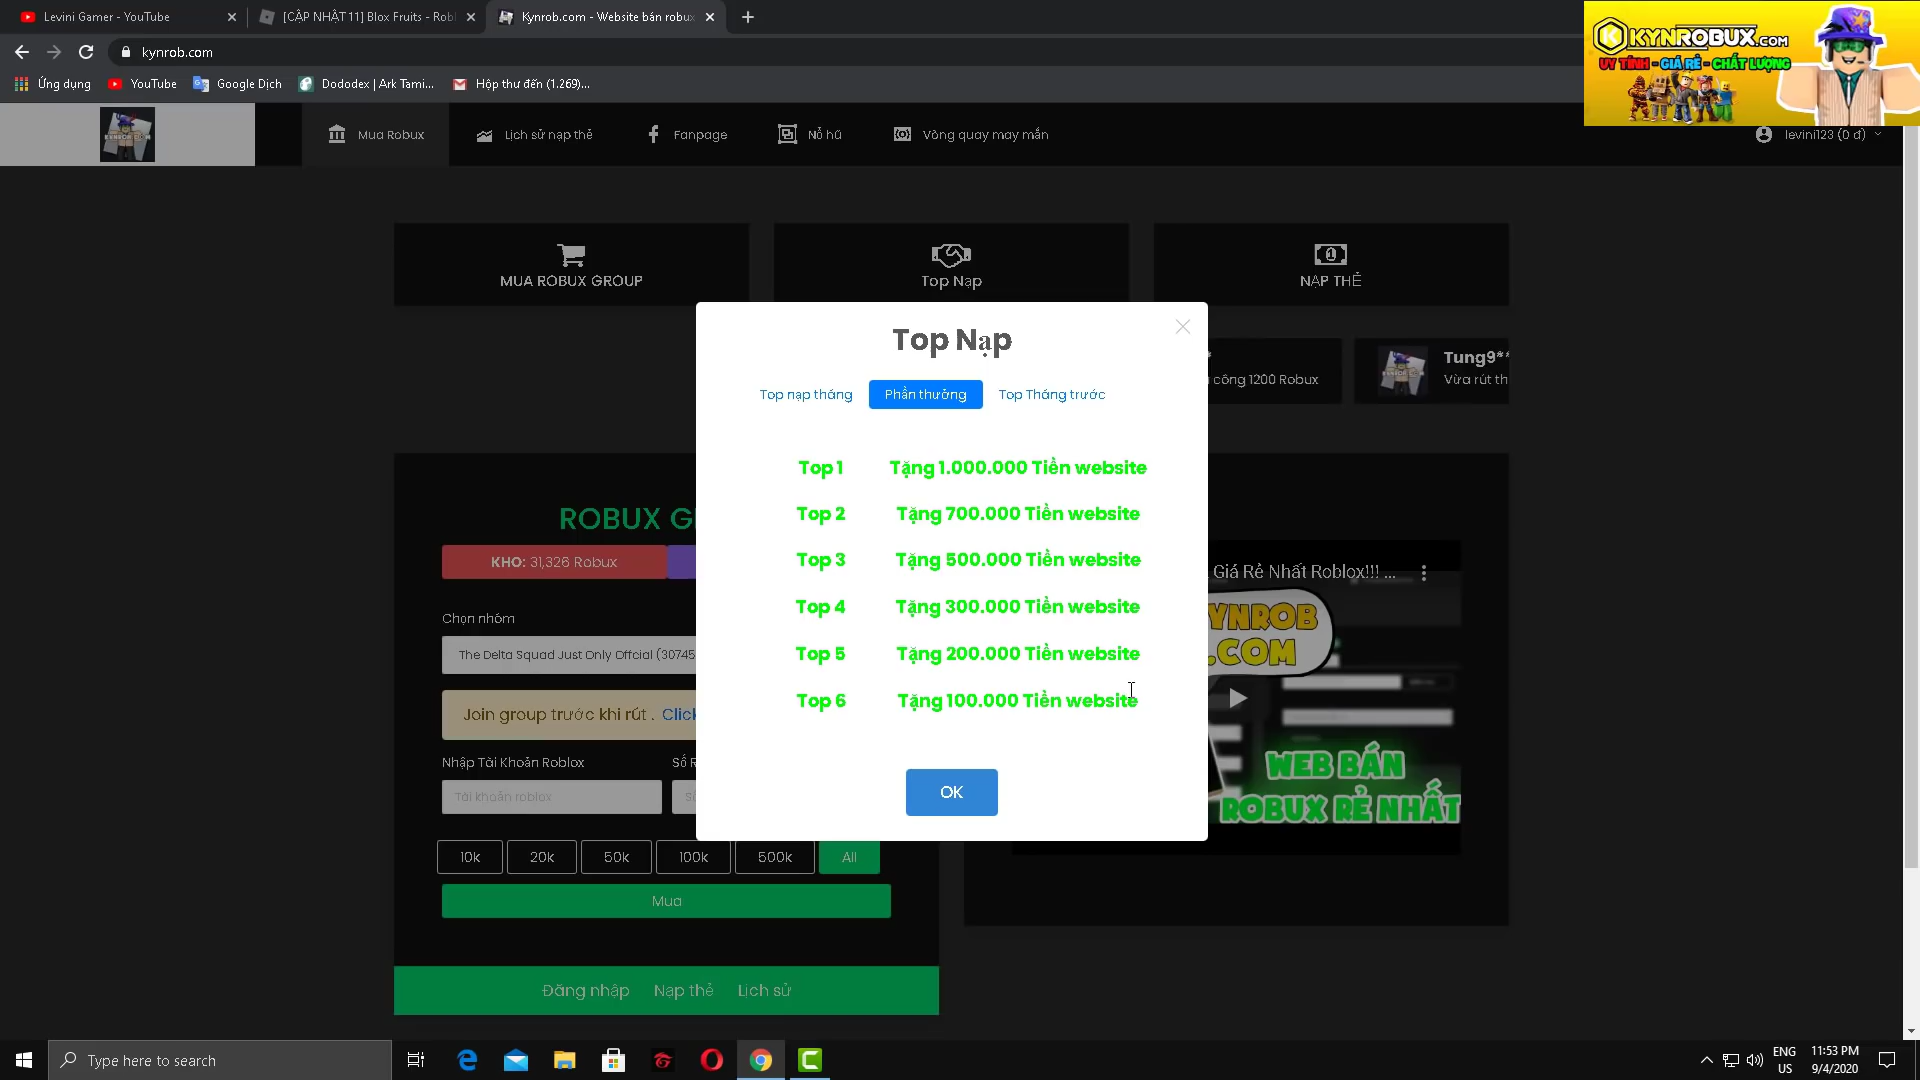 Levini Gamer - YouTube
[CẬP NHẬT 11] Blox Fruits - Robl
Kynrob.com - Website bán robux
kynrob.com
Ứng dụng
YouTube
Google Dịch
Dododex | Ark Tami...
Hộp thư đến (1.269)...
KYNROBUX.COM
UY TÍN - GIÁ RẺ - CHẤT LƯỢNG
Mua Robux
Lịch sử nạp thẻ
Fanpage
Nổ hũ
Vòng quay may mắn
levini123 (0 đ)
MUA ROBUX GROUP
Top Nạp
NẠP THẺ
Top Nạp
Top nạp tháng
Phần thưởng
Top Tháng trước
công 1200 Robux
Tung9**
Vừa rút th
Top 1 Tặng 1.000.000 Tiền website
Top 2 Tặng 700.000 Tiền website
Top 3 Tặng 500.000 Tiền website
Top 4 Tặng 300.000 Tiền website
Top 5 Tặng 200.000 Tiền website
Top 6 Tặng 100.000 Tiền website
OK
ROBUX G
KHO: 31,326 Robux
Chọn nhóm
The Delta Squad Just Only Offcial (30745
Join group trước khi rút . Click
Nhập Tài Khoản Roblox
Số R
Tài khoản roblox
Số
10k
20k
50k
100k
500k
All
Mua
Đăng nhập
Nạp thẻ
Lịch sử
Giá Rẻ Nhất Roblox!!! ...
KYNROB
.COM
WEB BÁN
ROBUX RẺ NHẤT
Type here to search
ENG
US
11:53 PM
9/4/2020